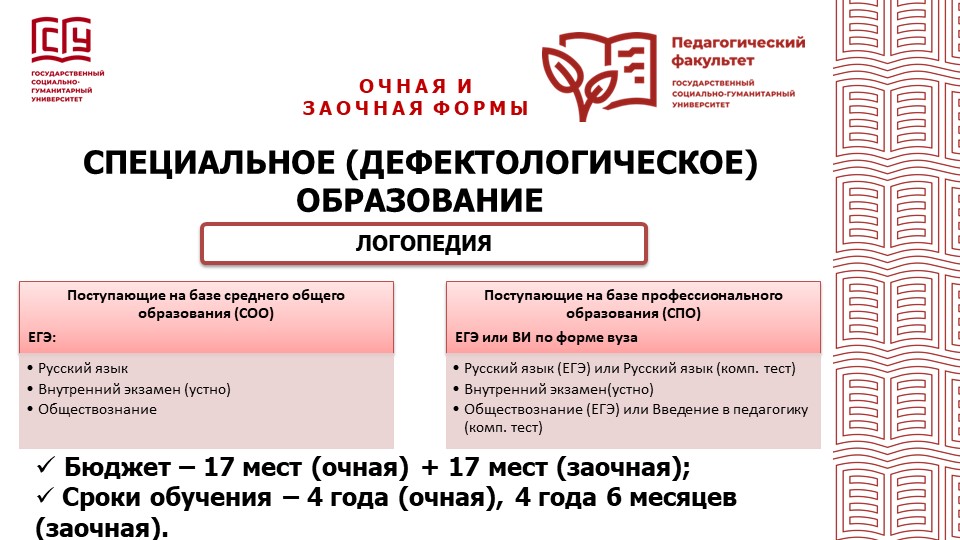 СГУ
ГОСУДАРСТВЕННЫЙ
СОЦИАЛЬНО-
ГУМАНИТАРНЫЙ
УНИВЕРСИТЕТ
ОЧНАЯ И
ЗАОЧНАЯ ФОРМЫ
Педагогический
факультет
ГОСУДАРСТВЕННЫЙ
СОЦИАЛЬНО-ГУМАНИТАРНЫЙ
УНИВЕРСИТЕТ
СПЕЦИАЛЬНОЕ (ДЕФЕКТОЛОГИЧЕСКОЕ)
ОБРАЗОВАНИЕ
ЛОГОПЕДИЯ
Поступающие на базе среднего общего
образования (СОО)
ЕГЭ:
• Русский язык
• Внутренний экзамен (устно)
• Обществознание
Поступающие на базе профессионального
образования (СПО)
ЕГЭ или ВИ по форме вуза
• Русский язык (ЕГЭ) или Русский язык (комп. тест)
• Внутренний экзамен(устно)
• Обществознание (ЕГЭ) или Введение в педагогику
(комп. тест)
✓ Бюджет – 17 мест (очная) + 17 мест (заочная);
✓ Сроки обучения – 4 года (очная), 4 года 6 месяцев
(заочная).